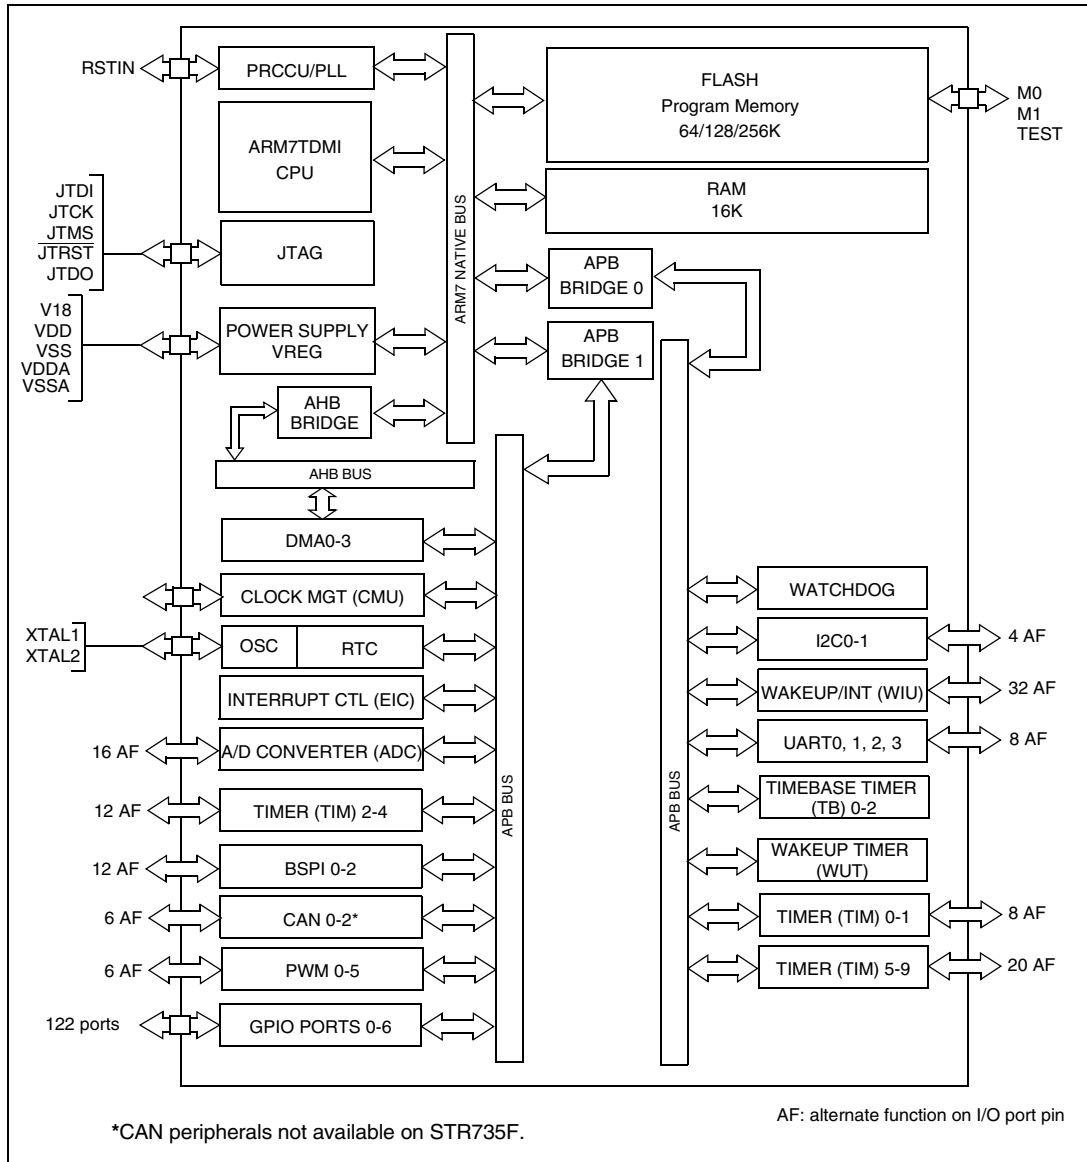 RSTIN
PRCCU/PLL
FLASH
Program Memory
64/128/256K
M0
M1
TEST
ARM7TDMI
CPU
RAM
16K
JTDI
JTCK
JTMS
JTRST
JTDO
JTAG
ARM7 NATIVE BUS
APB
BRIDGE 0
V18
VDD
VSS
VDDA
VSSA
POWER SUPPLY
VREG
APB
BRIDGE 1
AHB
BRIDGE
AHB BUS
DMA0-3
CLOCK MGT (CMU)
XTAL1
XTAL2
OSC
RTC
INTERRUPT CTL (EIC)
16 AF
A/D CONVERTER (ADC)
12 AF
TIMER (TIM) 2-4
12 AF
BSPI 0-2
6 AF
CAN 0-2*
6 AF
PWM 0-5
122 ports
GPIO PORTS 0-6
APB BUS
APB BUS
WATCHDOG
I2C0-1
4 AF
WAKEUP/INT (WIU)
32 AF
UART0, 1, 2, 3
8 AF
TIMEBASE TIMER
(TB) 0-2
WAKEUP TIMER
(WUT)
TIMER (TIM) 0-1
8 AF
TIMER (TIM) 5-9
20 AF
*CAN peripherals not available on STR735F.
AF: alternate function on I/O port pin